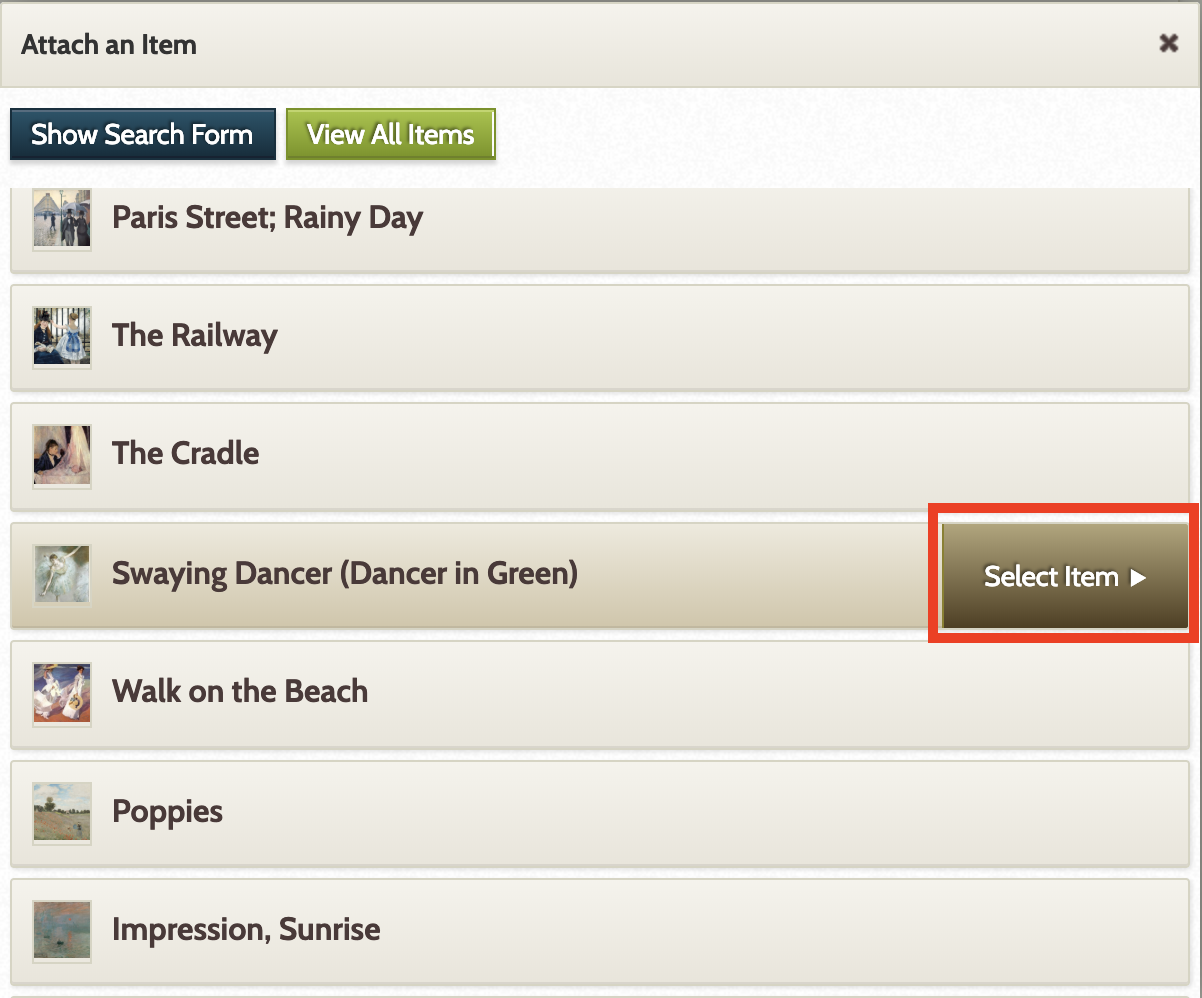 Attach an Item
Show Search Form
View All Items
Paris Street; Rainy Day
The Railway
The Cradle
Swaying Dancer (Dancer in Green)
Select Item
Walk on the Beach
Poppies
Impression, Sunrise